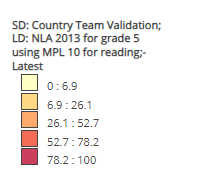 SD: Country Team Validation;
LD: NLA 2013 for grade 5
using MPL 10 for reading;-
Latest
0 : 6.9
6.9 : 26.1
26.1 : 52.7
52.7 : 78.2
78.2 : 100